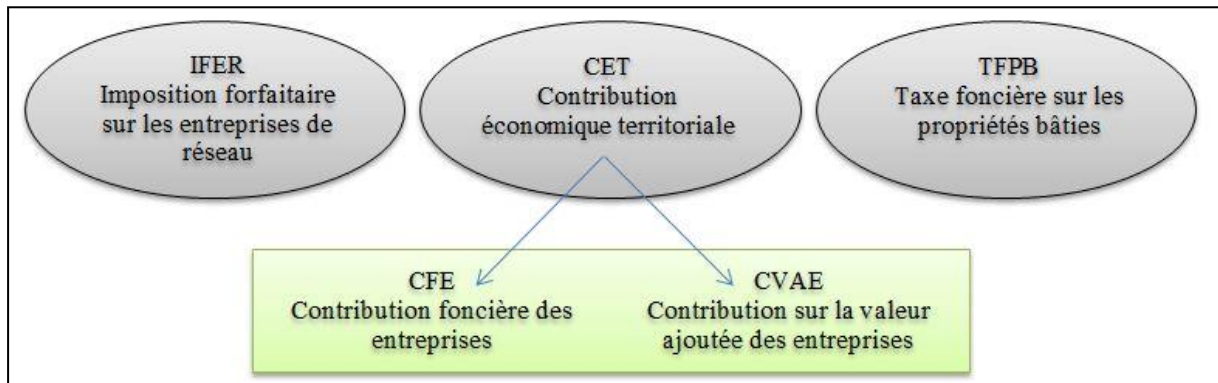 IFER
Imposition forfaitaire
sur les entreprises de
réseau
CET
Contribution
économique territoriale
TFPB
Taxe foncière sur les
propriétés bâties
CFE
Contribution foncière des
entreprises
CVAE
Contribution sur la valeur
ajoutée des entreprises